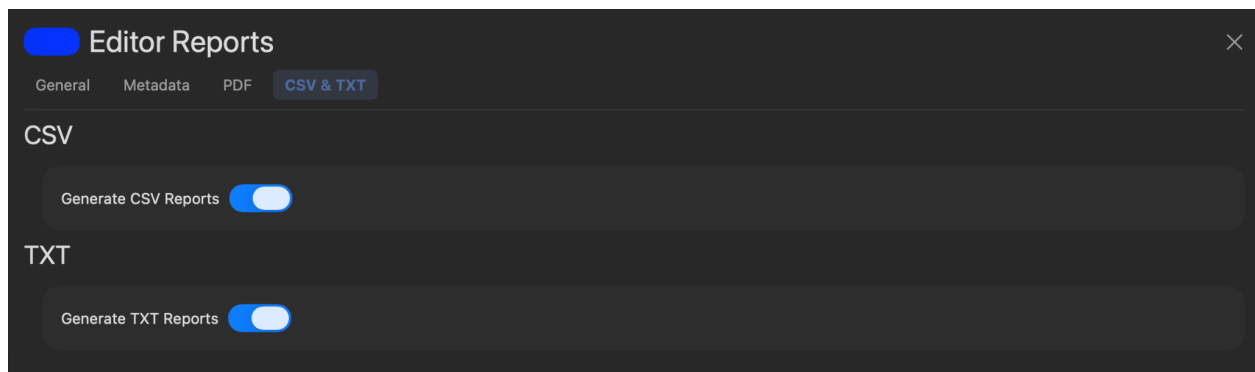 Editor Reports
General Metadata PDF CSV & TXT
CSV
Generate CSV Reports
TXT
Generate TXT Reports